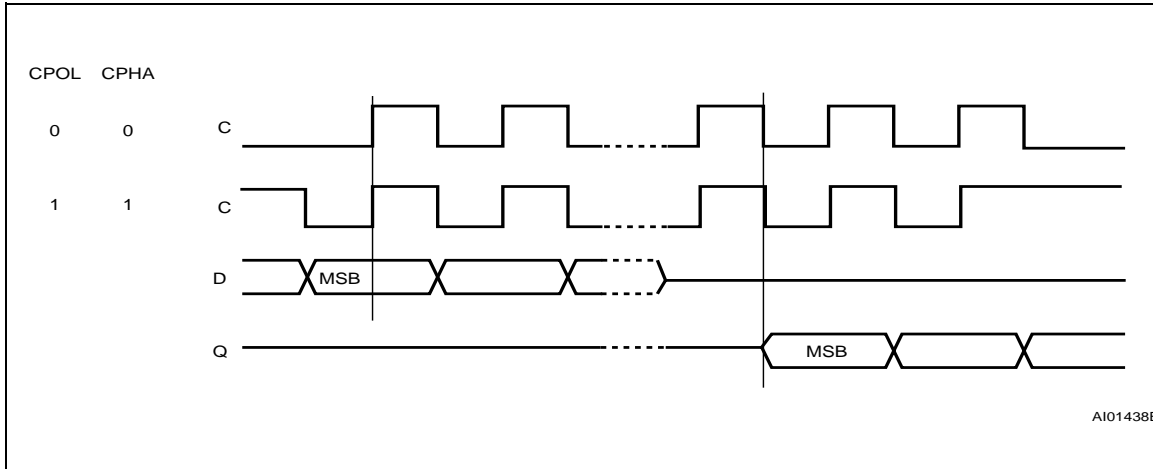 CPOL CPHA
0 0 C
1 1 C
D MSB
Q MSB
AI01438B